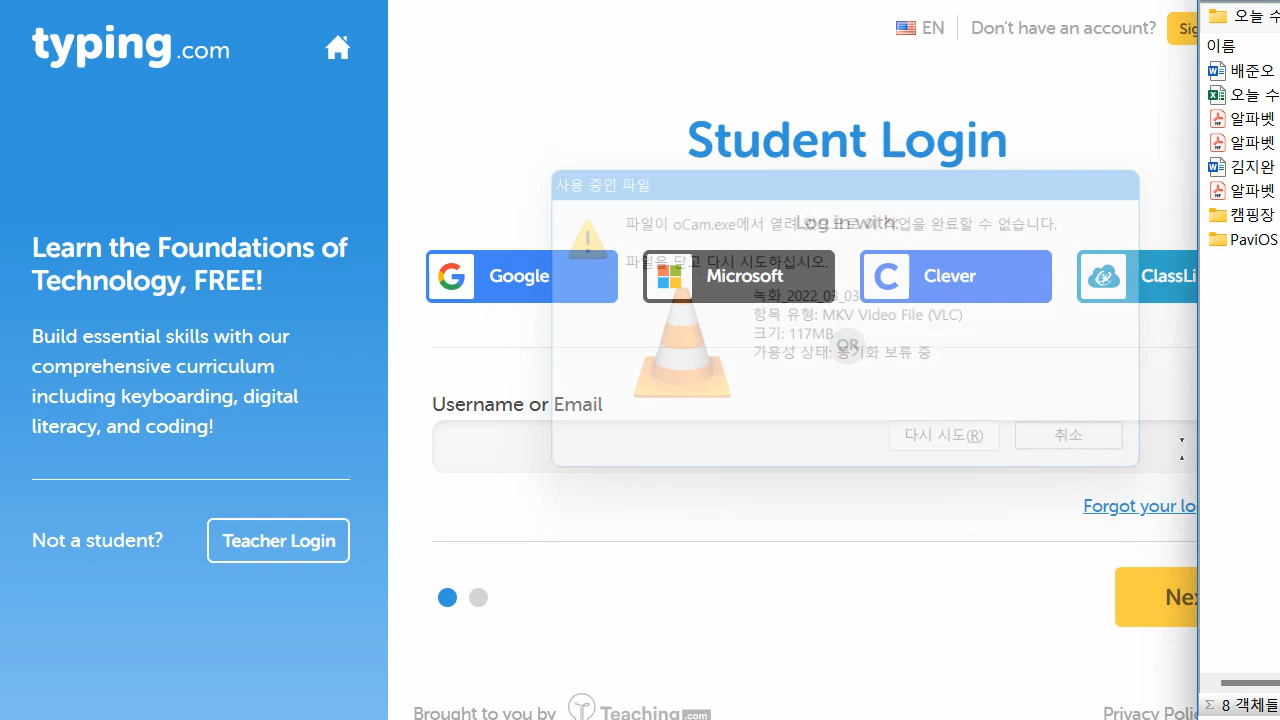 typing.com
EN
Don't have an account?
Sig
Student Login
Learn the Foundations of
Technology, FREE!
Build essential skills with our
comprehensive curriculum
including keyboarding, digital
literacy, and coding!
Not a student?
Teacher Login
사용 중인 파일
파일이 oCam.exe에서 열려 있으므로 이 작업을 완료할 수 없습니다.
Log in with:
파일을 닫고 다시 시도하십시오.
Google
Microsoft
Clever
ClassLi
녹화_2022_03_03
항목 유형: MKV Video File (VLC)
크기: 117MB
가용성 상태: 동기화 보류 중
OR
Username or Email
다시 시도(R)
취소
Forgot your lo
Nex
Brought to you by
Teaching.com
Privacy Polic
오늘 수
이름
배준오
오늘 수
알파벳
알파벳
김지완
알파벳
캠핑장
PaviOS
8 객체들